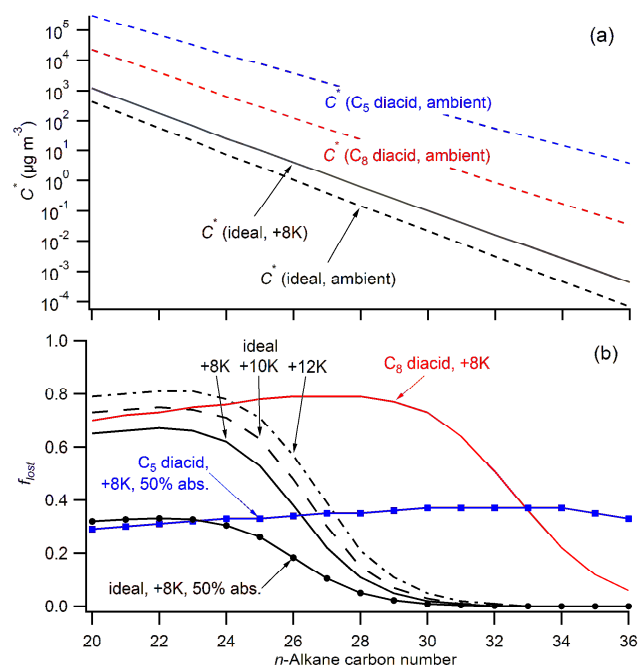 10^5
10^4
10^3
10^2
10^1
10^0
10^-1
10^-2
10^-3
10^-4
C* (µg m^-3)
(a)
C* (C5 diacid, ambient)
C* (C8 diacid, ambient)
C* (ideal, +8K)
C* (ideal, ambient)
1.0
0.8
0.6
0.4
0.2
0.0
f_lost
(b)
ideal
+8K
+10K
+12K
C8 diacid, +8K
C5 diacid,
+8K, 50% abs.
ideal, +8K, 50% abs.
20 22 24 26 28 30 32 34 36
n-Alkane carbon number